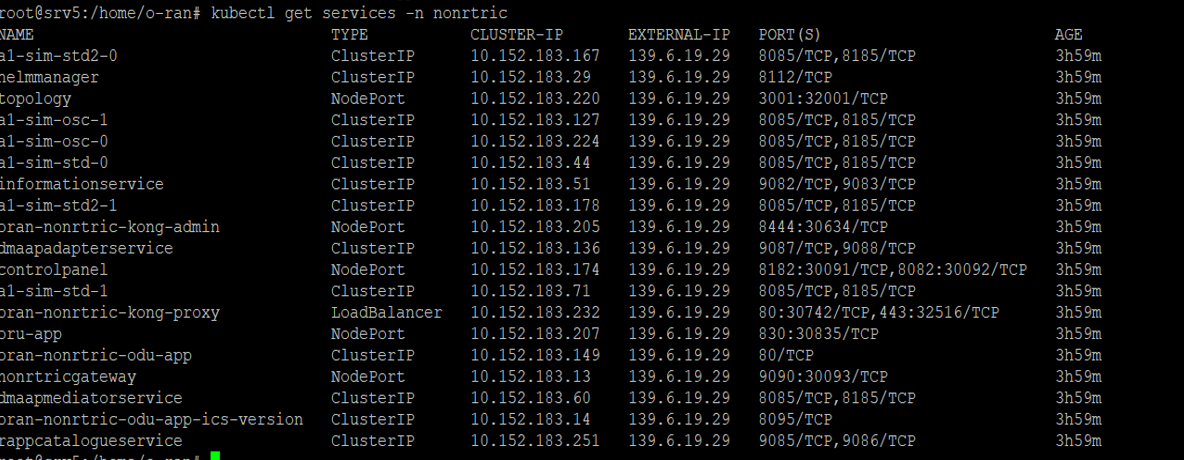 root@srv5:/home/o-ran# kubectl get services -n nonrtric
NAME TYPE CLUSTER-IP EXTERNAL-IP PORT(S) AGE
a1-sim-std2-0 ClusterIP 10.152.183.167 139.6.19.29 8085/TCP,8185/TCP 3h59m
helmmanager ClusterIP 10.152.183.29 139.6.19.29 8112/TCP 3h59m
topology NodePort 10.152.183.220 139.6.19.29 3001:32001/TCP 3h59m
a1-sim-osc-1 ClusterIP 10.152.183.127 139.6.19.29 8085/TCP,8185/TCP 3h59m
a1-sim-osc-0 ClusterIP 10.152.183.224 139.6.19.29 8085/TCP,8185/TCP 3h59m
a1-sim-std-0 ClusterIP 10.152.183.44 139.6.19.29 8085/TCP,8185/TCP 3h59m
informationservice ClusterIP 10.152.183.51 139.6.19.29 9082/TCP,9083/TCP 3h59m
a1-sim-std2-1 ClusterIP 10.152.183.178 139.6.19.29 8085/TCP,8185/TCP 3h59m
oran-nonrtric-kong-admin NodePort 10.152.183.205 139.6.19.29 8444:30634/TCP 3h59m
dmaapadapterservice ClusterIP 10.152.183.136 139.6.19.29 9087/TCP,9088/TCP 3h59m
controlpanel NodePort 10.152.183.174 139.6.19.29 8182:30091/TCP,8082:30092/TCP 3h59m
a1-sim-std-1 ClusterIP 10.152.183.71 139.6.19.29 8085/TCP,8185/TCP 3h59m
oran-nonrtric-kong-proxy LoadBalancer 10.152.183.232 139.6.19.29 80:30742/TCP,443:32516/TCP 3h59m
oru-app NodePort 10.152.183.207 139.6.19.29 830:30835/TCP 3h59m
oran-nonrtric-odu-app ClusterIP 10.152.183.149 139.6.19.29 80/TCP 3h59m
nonrtricgateway NodePort 10.152.183.13 139.6.19.29 9090:30093/TCP 3h59m
dmaapmediatorservice ClusterIP 10.152.183.60 139.6.19.29 8085/TCP,8185/TCP 3h59m
oran-nonrtric-odu-app-ics-version ClusterIP 10.152.183.14 139.6.19.29 8095/TCP 3h59m
rappcatalogueservice ClusterIP 10.152.183.251 139.6.19.29 9085/TCP,9086/TCP 3h59m
root@srv5:/home/o-ran#